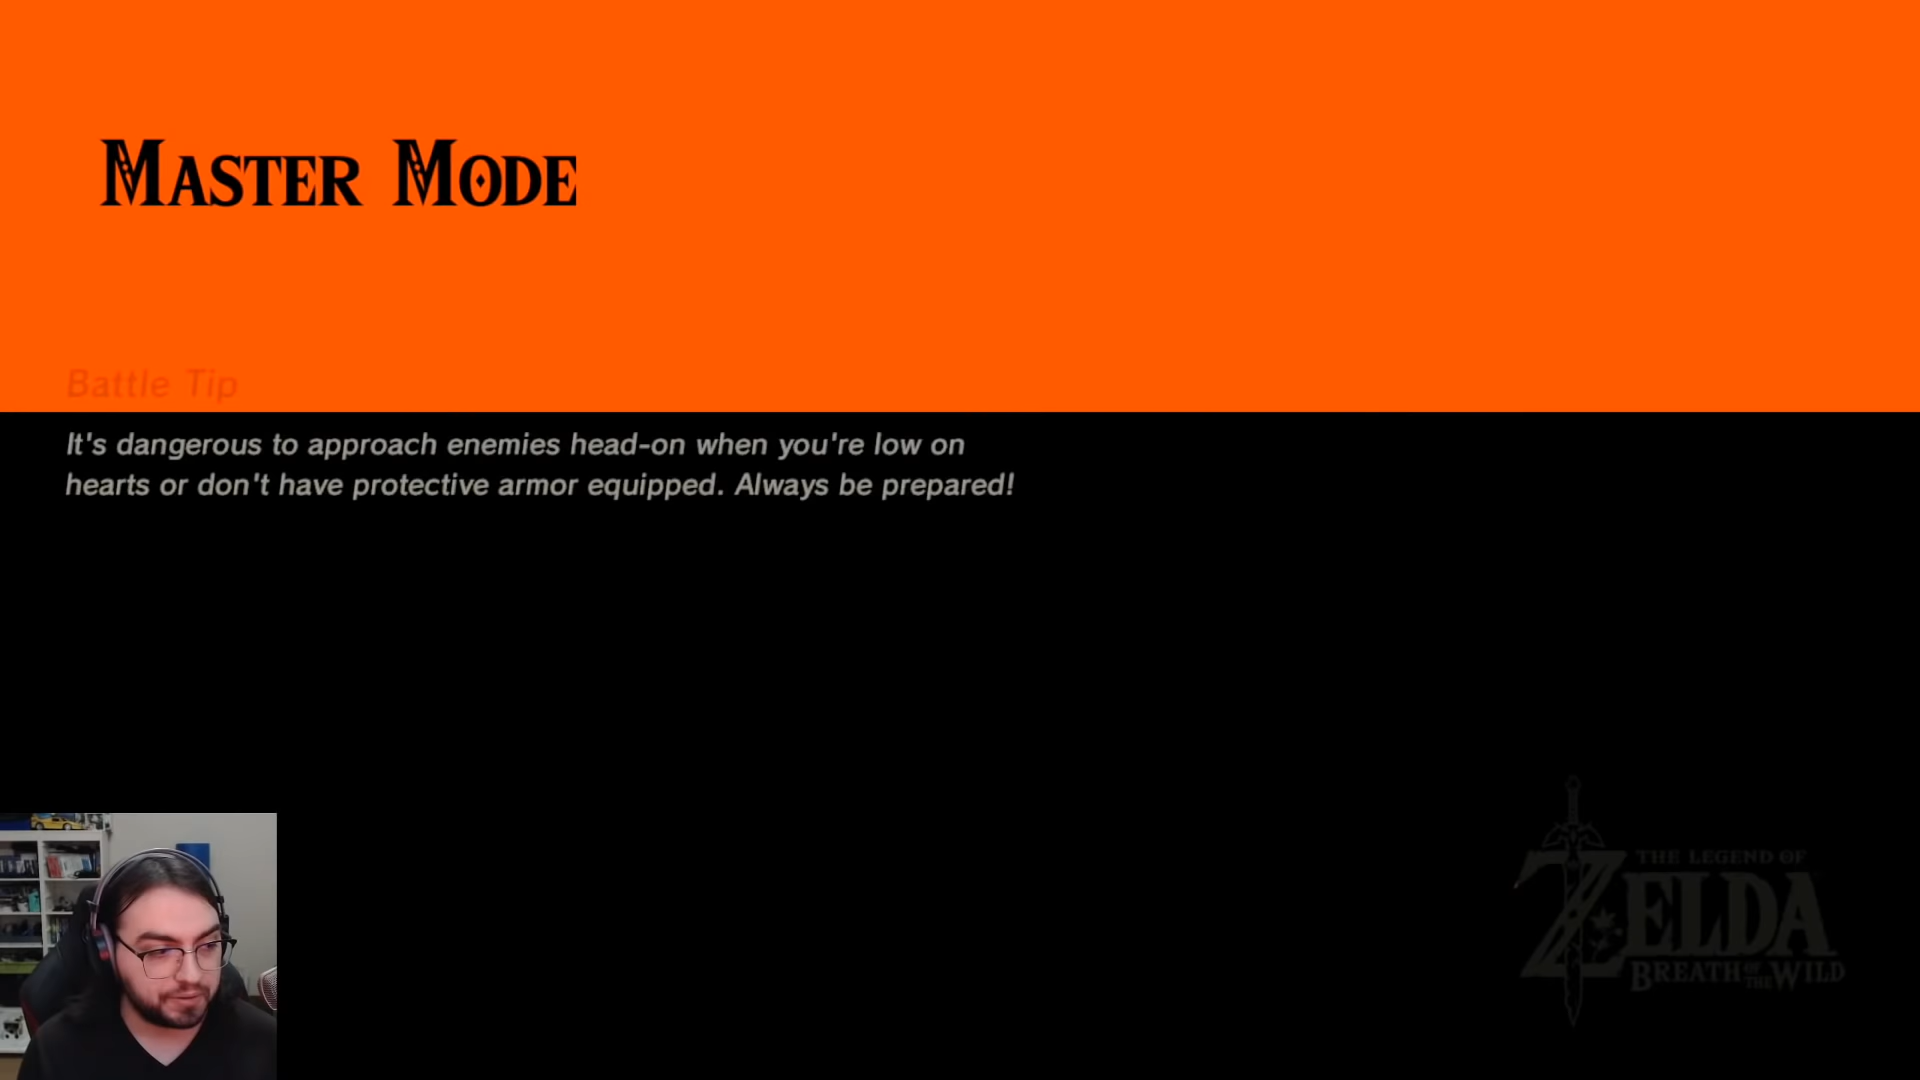 Master Mode
Battle Tip
It's dangerous to approach enemies head-on when you're low on
hearts or don't have protective armor equipped. Always be prepared!
THE LEGEND OF
ZELDA
BREATH OF THE WILD